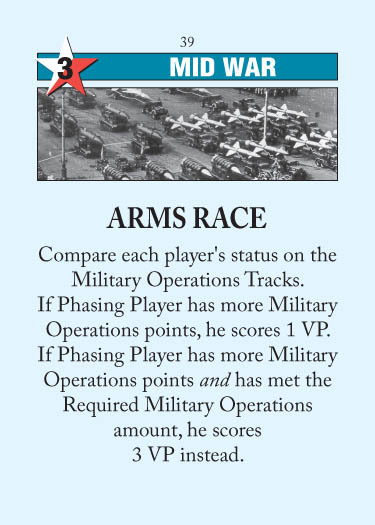 39
3
MID WAR
ARMS RACE
Compare each player's status on the
Military Operations Tracks.
If Phasing Player has more Military
Operations points, he scores 1 VP.
If Phasing Player has more Military
Operations points and has met the
Required Military Operations
amount, he scores
3 VP instead.